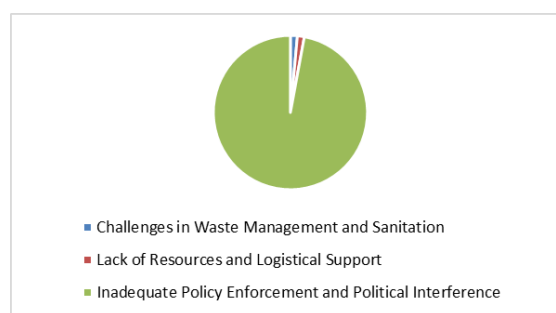 Challenges in Waste Management and Sanitation
Lack of Resources and Logistical Support
Inadequate Policy Enforcement and Political Interference